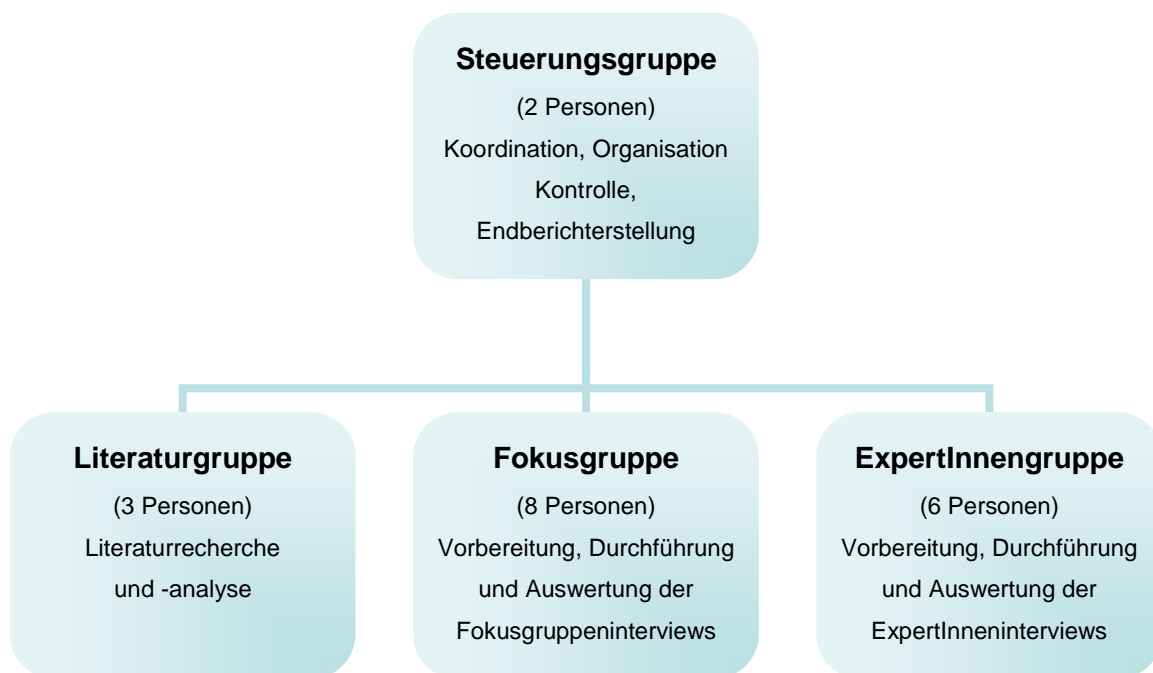 Steuerungsgruppe
(2 Personen)
Koordination, Organisation
Kontrolle,
Endberichterstellung
Literaturgruppe
(3 Personen)
Literaturrecherche
und -analyse
Fokusgruppe
(8 Personen)
Vorbereitung, Durchführung
und Auswertung der
Fokusgruppeninterviews
ExpertInnengruppe
(6 Personen)
Vorbereitung, Durchführung
und Auswertung der
ExpertInneninterviews